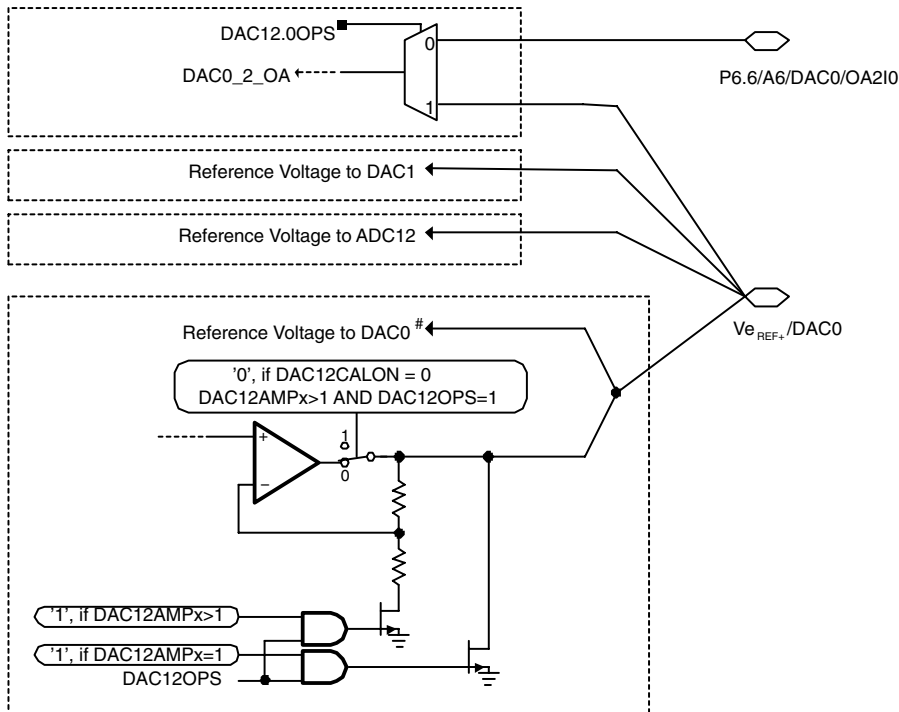 DAC12.0OPS
0
P6.6/A6/DAC0/OA2I0
DAC0_2_OA
1
Reference Voltage to DAC1
Reference Voltage to ADC12
Ve REF+ /DAC0
Reference Voltage to DAC0 #
'0', if DAC12CALON = 0
DAC12AMPx>1 AND DAC12OPS=1
+
1
0
−
'1', if DAC12AMPx>1
'1', if DAC12AMPx=1
DAC12OPS